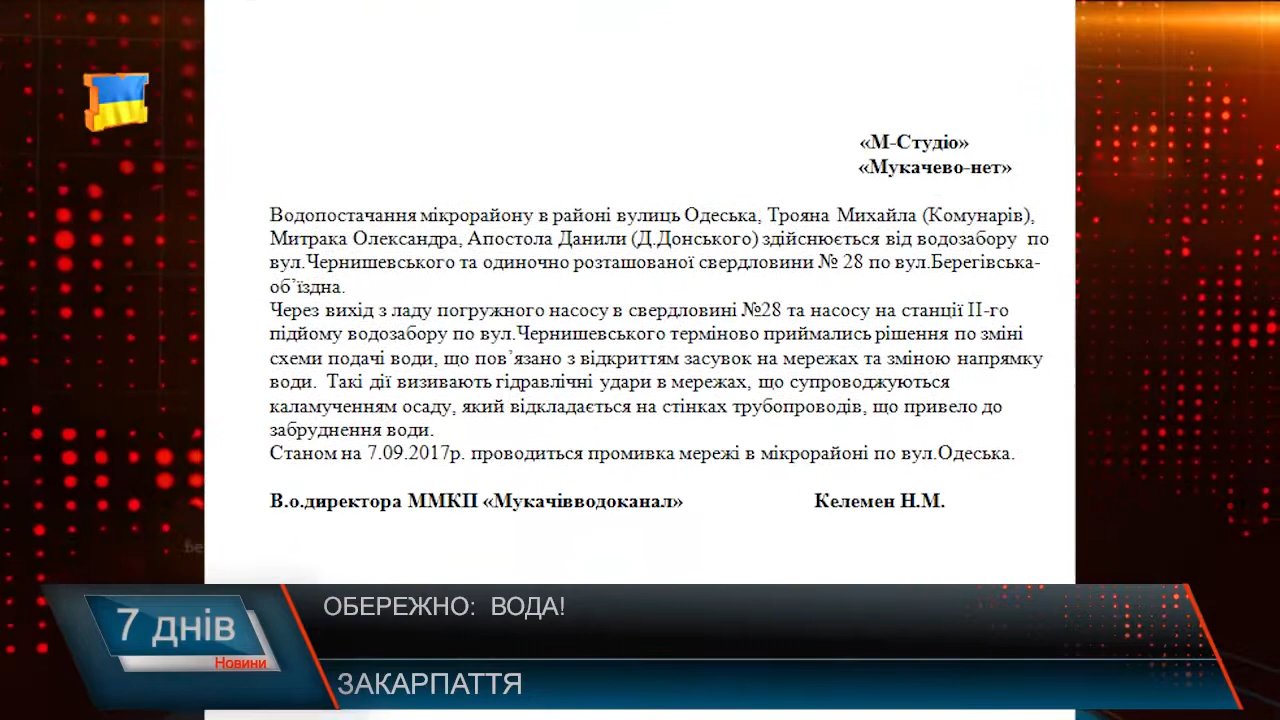 «М-Студіо»
«Мукачево-нет»
Водопостачання мікрорайону в районі вулиць Одеська, Трояна Михайла (Комунарів),
Митрака Олександра, Апостола Данили (Д.Донського) здійснюється від водозабору по
вул.Чернишевського та одиночно розташованої свердловини № 28 по вул.Берегівська-
об’їздна.
Через вихід з ладу погружного насосу в свердловині №28 та насосу на станції ІІ-го
підйому водозабору по вул.Чернишевського терміново приймались рішення по зміні
схеми подачі води, що пов’язано з відкриттям засувок на мережах та зміною напрямку
води. Такі дії визивають гідравлічні удари в мережах, що супроводжуються
каламученням осаду, який відкладається на стінках трубопроводів, що привело до
забруднення води.
Станом на 7.09.2017р. проводиться промивка мережі в мікрорайоні по вул.Одеська.
В.о.директора ММКП «Мукачівводоканал» Келемен Н.М.
7 днів
Новини
ОБЕРЕЖНО: ВОДА!
ЗАКАРПАТТЯ